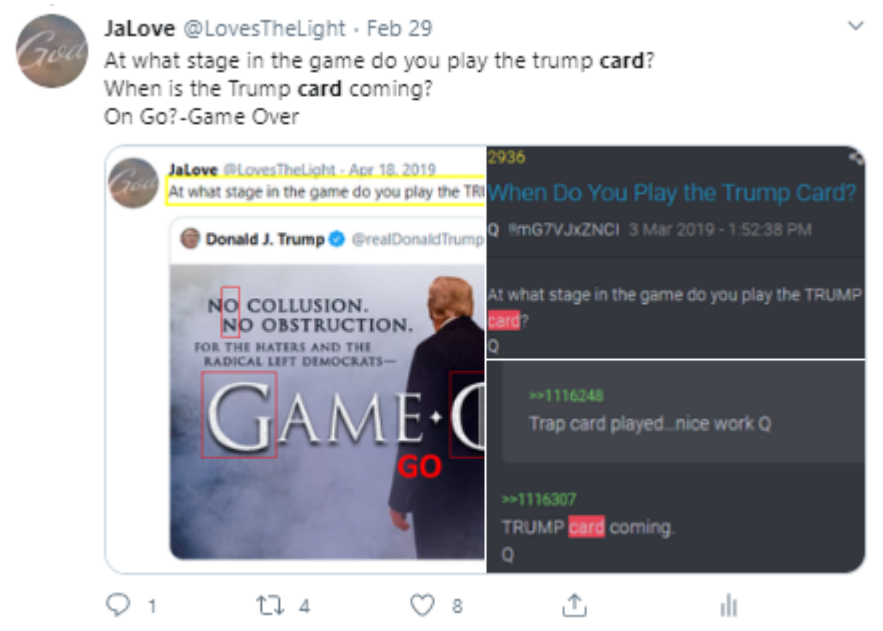 God
JaLove @LovesTheLight · Feb 29
At what stage in the game do you play the trump card?
When is the Trump card coming?
On Go?-Game Over
God
JaLove @LovesTheLight · Apr 18, 2019
At what stage in the game do you play the TRU
Donald J. Trump @realDonaldTrump
NO COLLUSION.
NO OBSTRUCTION.
FOR THE HATERS AND THE
RADICAL LEFT DEMOCRATS—
GAME
GO
2936
When Do You Play the Trump Card?
Q !!mG7VJxZNCI 3 Mar 2019 - 1:52:38 PM
At what stage in the game do you play the TRUMP
card?
Q
>>1116248
Trap card played...nice work Q
>>1116307
TRUMP card coming.
Q
1 4 8